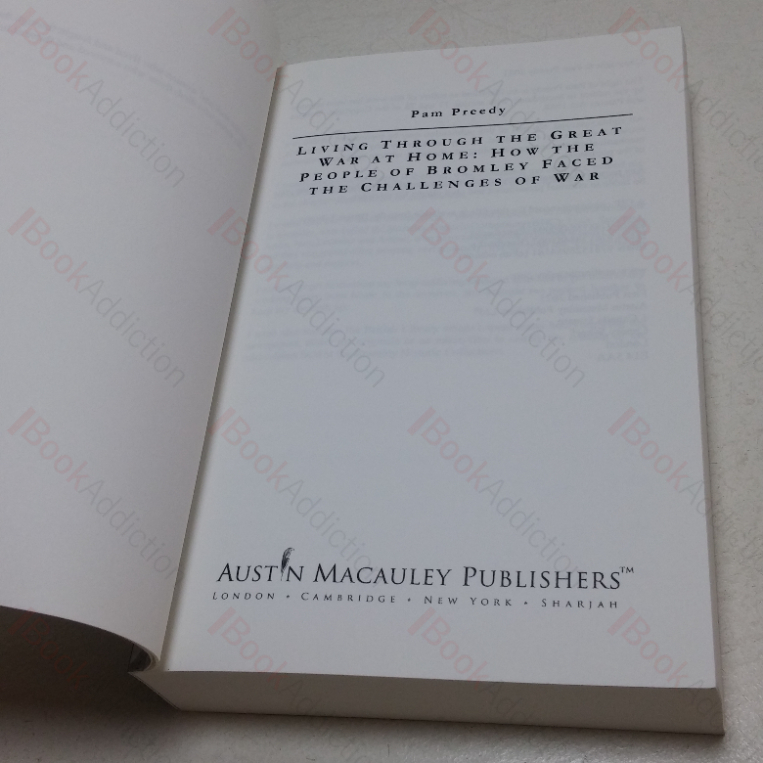 Pam Preedy
LIVING THROUGH THE GREAT
WAR AT HOME: HOW THE
PEOPLE OF BROMLEY FACED
THE CHALLENGES OF WAR
AUSTIN MACAULEY PUBLISHERS™
LONDON • CAMBRIDGE • NEW YORK • SHARJAH
BookAddiction